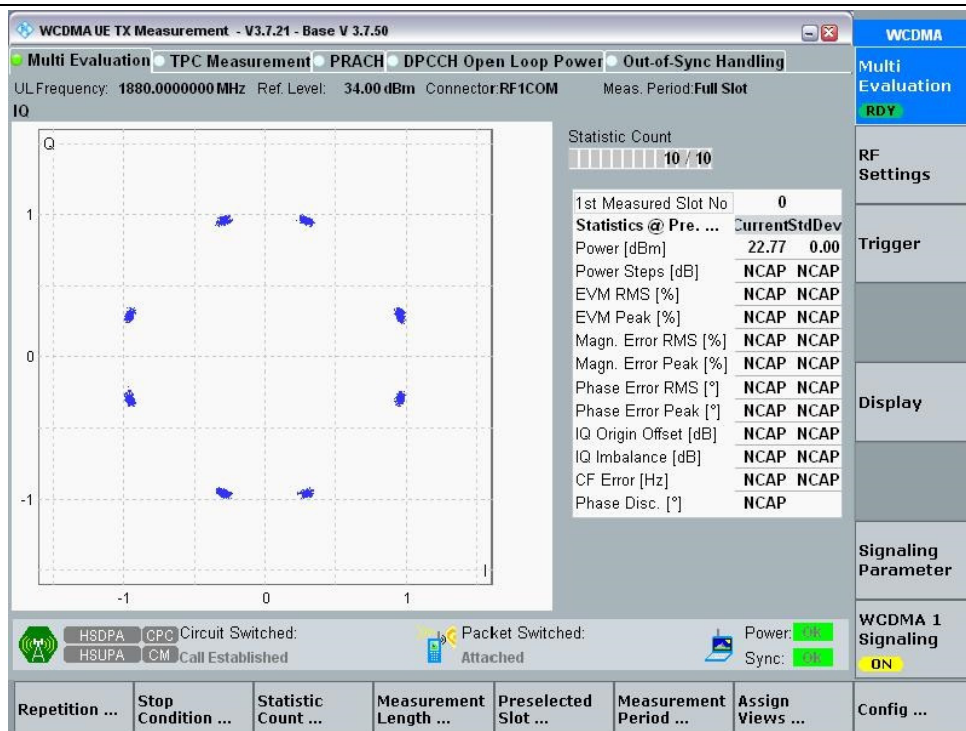 WCDMA UE TX Measurement - V3.7.21 - Base V 3.7.50
WCDMA
Multi Evaluation TPC Measurement PRACH DPCCH Open Loop Power Out-of-Sync Handling
UL Frequency: 1880.0000000 MHz Ref. Level: 34.00 dBm Connector:RF1COM Meas. Period:Full Slot
IQ
Multi Evaluation
RDY
RF Settings
Trigger
Display
Signaling Parameter
WCDMA 1 Signaling
ON
Q
1
0
-1
I
-1 0 1
Statistic Count
10 / 10
1st Measured Slot No 0
Statistics @ Pre. ... Current StdDev
Power [dBm] 22.77 0.00
Power Steps [dB] NCAP NCAP
EVM RMS [%] NCAP NCAP
EVM Peak [%] NCAP NCAP
Magn. Error RMS [%] NCAP NCAP
Magn. Error Peak [%] NCAP NCAP
Phase Error RMS [°] NCAP NCAP
Phase Error Peak [°] NCAP NCAP
IQ Origin Offset [dB] NCAP NCAP
IQ Imbalance [dB] NCAP NCAP
CF Error [Hz] NCAP NCAP
Phase Disc. [°] NCAP
HSDPA CPC Circuit Switched: Packet Switched: Power: OK
HSUPA CM Call Established Attached Sync: OK
Repetition ... Stop Condition ... Statistic Count ... Measurement Length ... Preselected Slot ... Measurement Period ... Assign Views ... Config ...